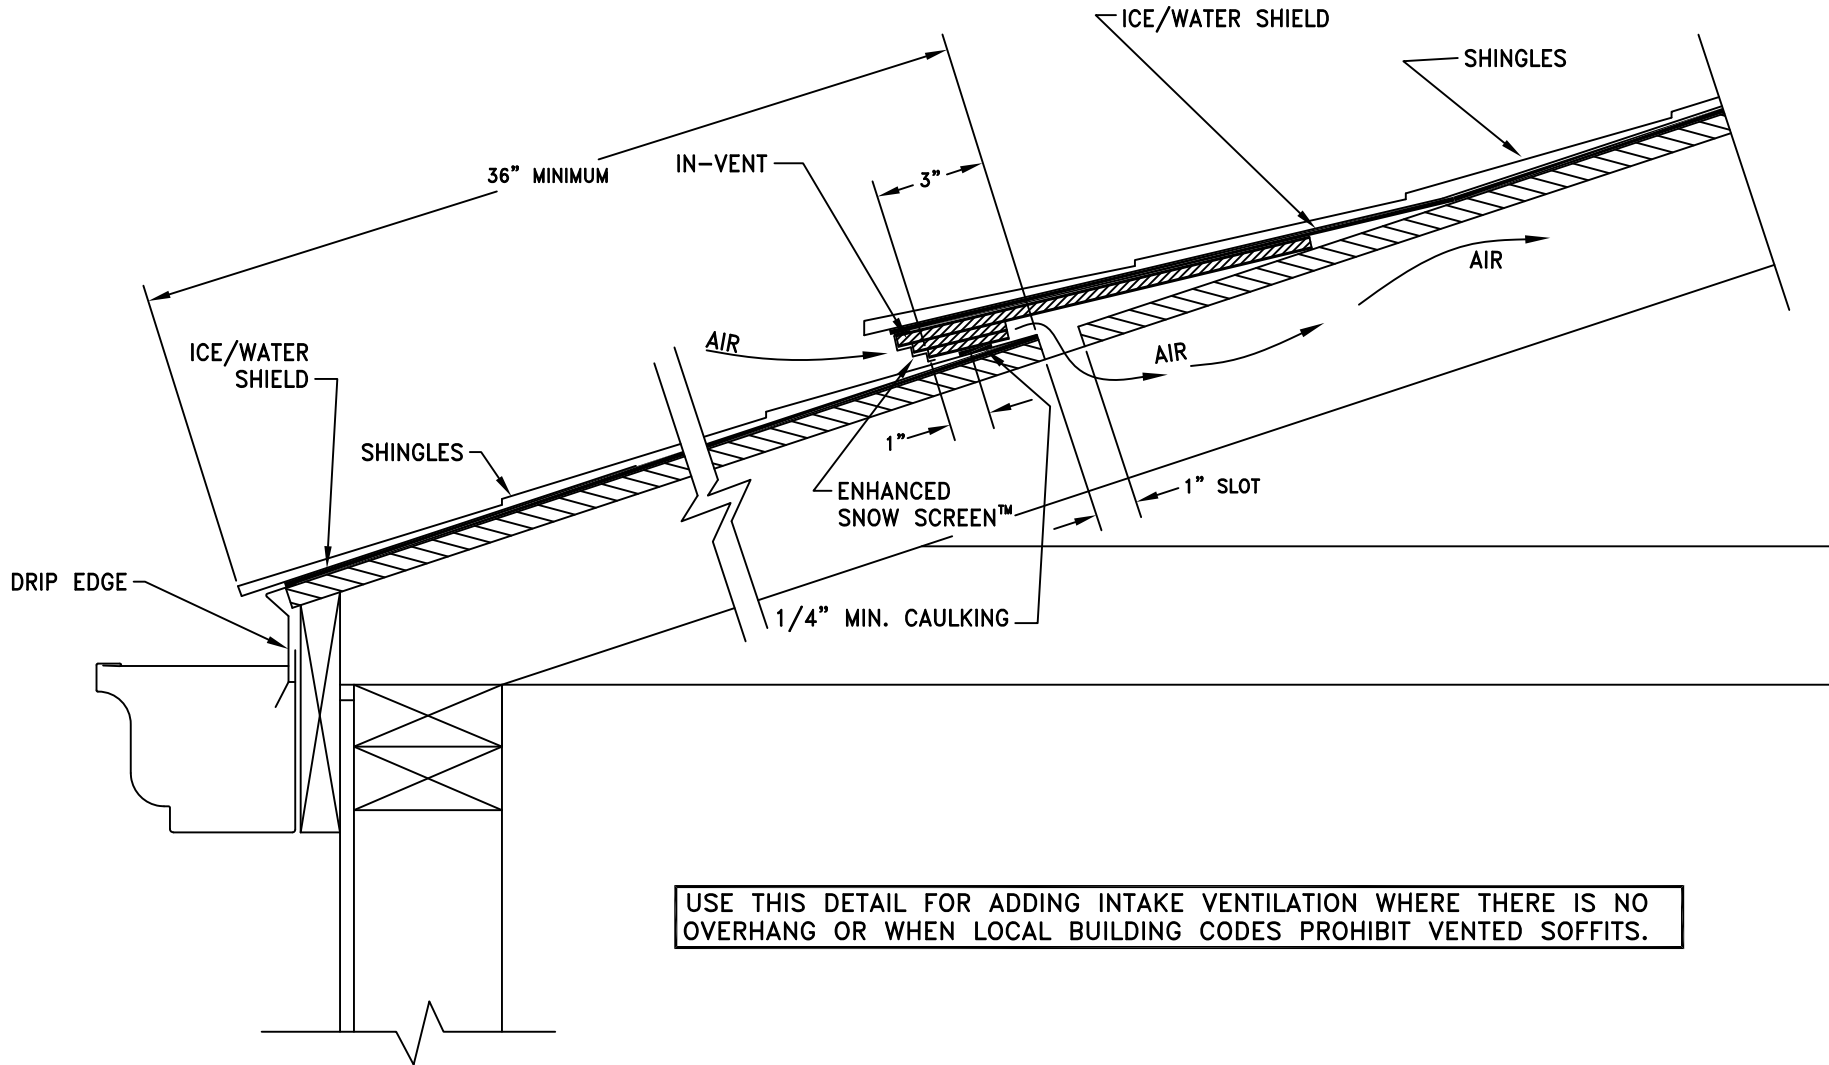 ICE/WATER SHIELD
SHINGLES
IN-VENT
36” MINIMUM
3”
AIR
AIR
AIR
ICE/WATER
SHIELD
SHINGLES
1”
ENHANCED
SNOW SCREEN™
1” SLOT
DRIP EDGE
1/4” MIN. CAULKING
USE THIS DETAIL FOR ADDING INTAKE VENTILATION WHERE THERE IS NO
OVERHANG OR WHEN LOCAL BUILDING CODES PROHIBIT VENTED SOFFITS.